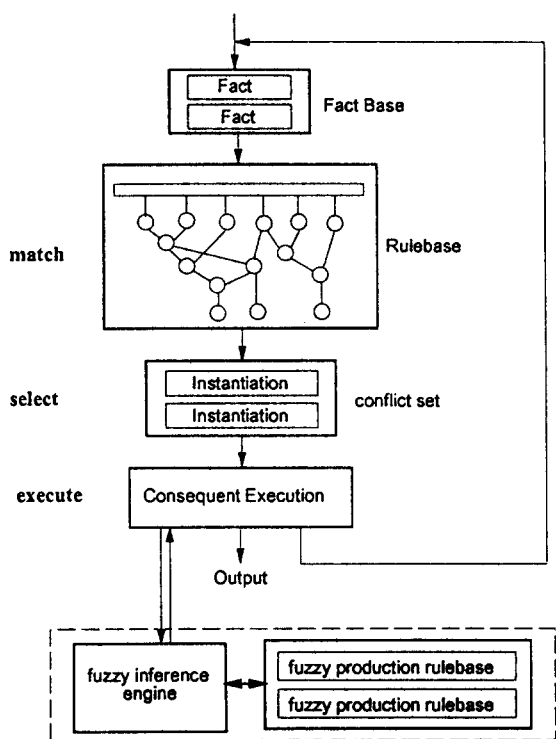 Fact
Fact
Fact Base
match
Rulebase
Instantiation
Instantiation
select
conflict set
execute
Consequent Execution
Output
fuzzy inference
engine
fuzzy production rulebase
fuzzy production rulebase